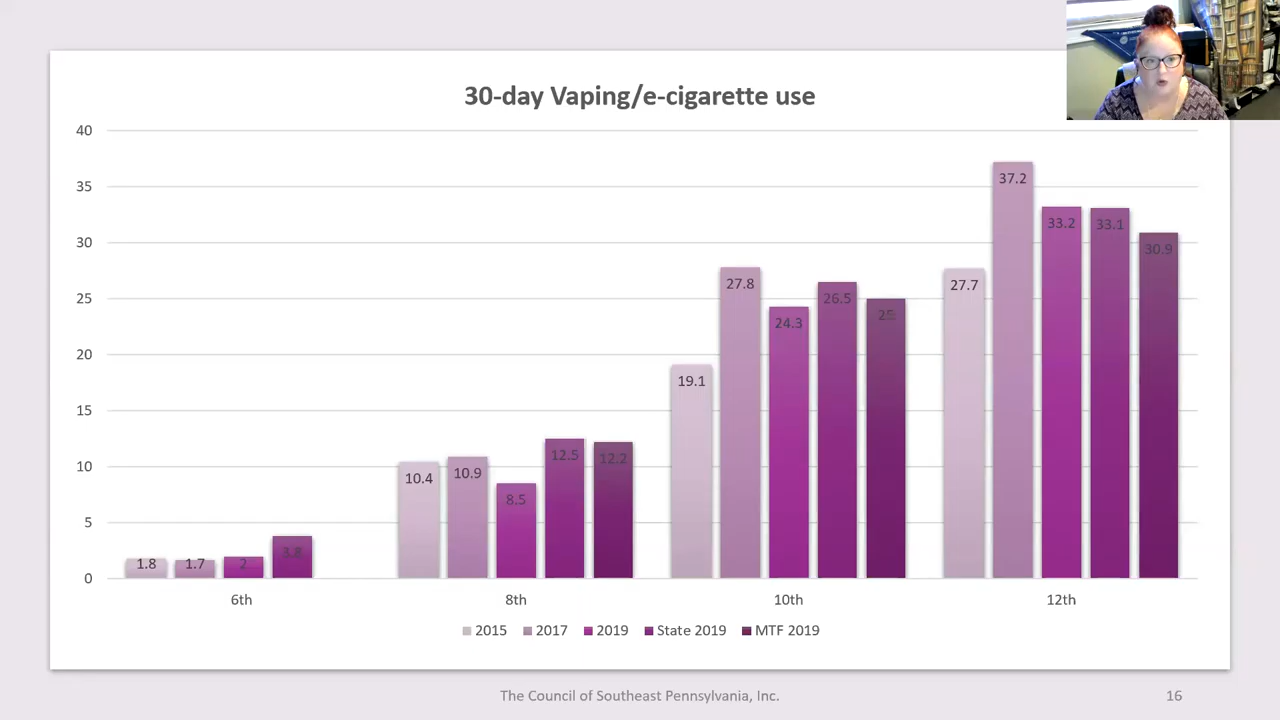 30-day Vaping/e-cigarette use
40
35
30
25
20
15
10
5
0
1.8 1.7 2 3.8
10.4 10.9 8.5 12.5 12.2
19.1 27.8 24.3 26.5 25
27.7 37.2 33.2 33.1 30.9
6th 8th 10th 12th
2015 2017 2019 State 2019 MTF 2019
The Council of Southeast Pennsylvania, Inc. 16